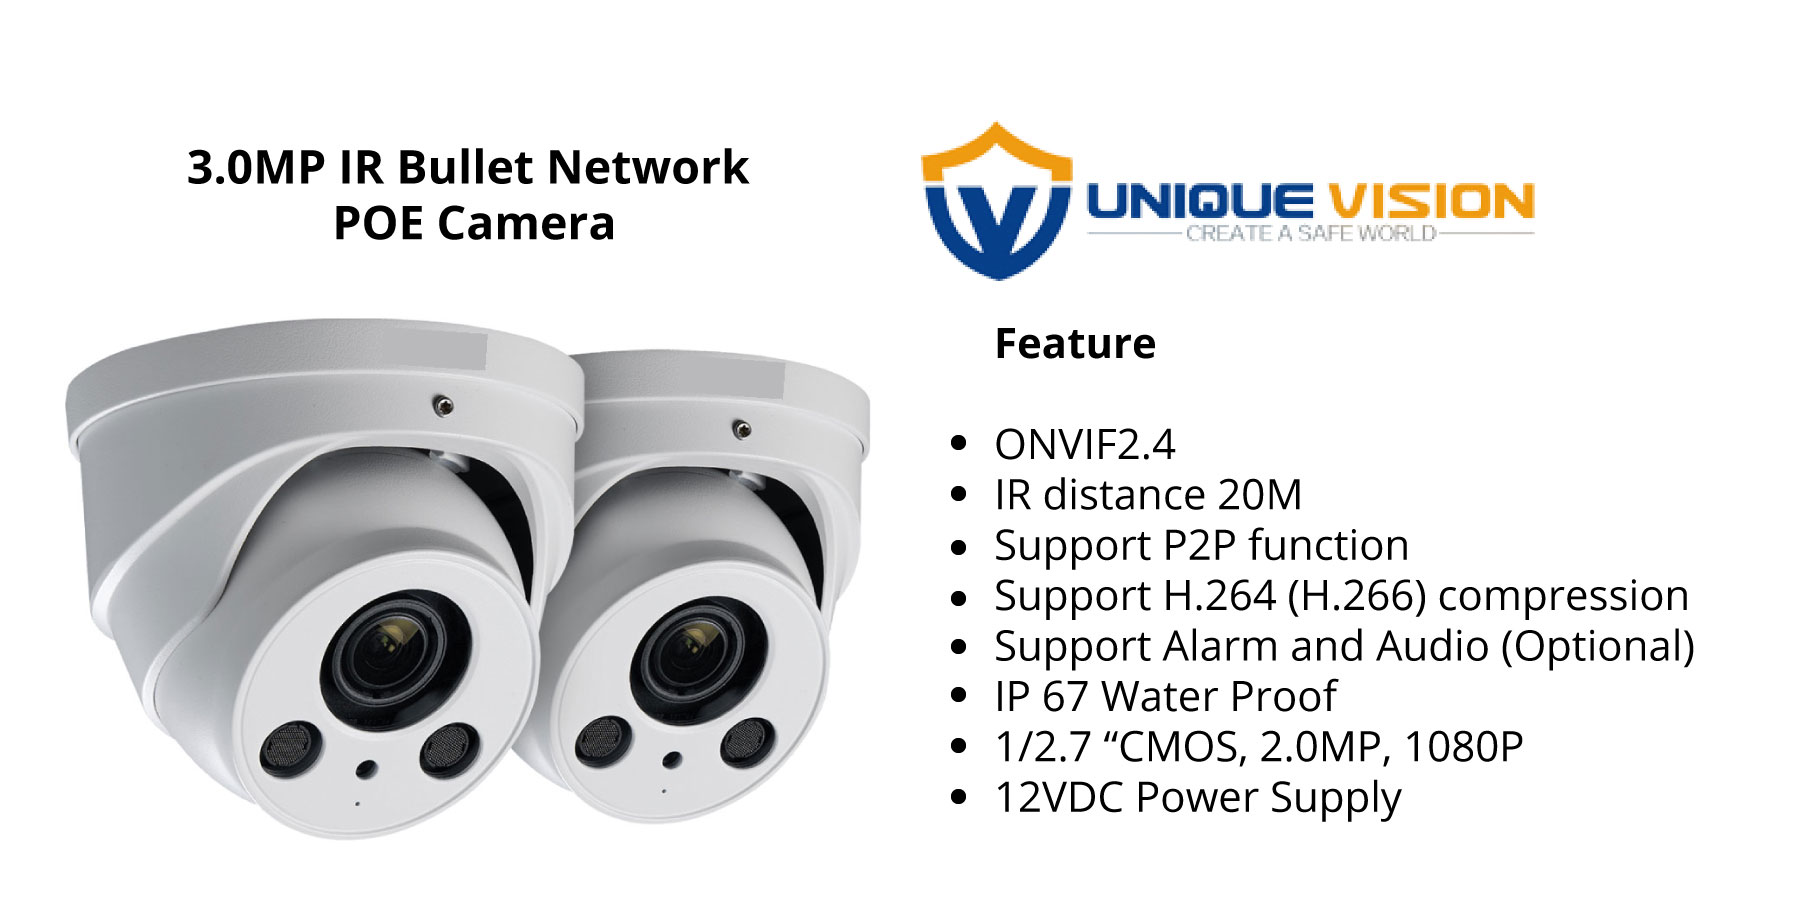 3.0MP IR Bullet Network
POE Camera
UNIQUE VISION
CREATE A SAFE WORLD
Feature
• ONVIF2.4
• IR distance 20M
• Support P2P function
• Support H.264 (H.266) compression
• Support Alarm and Audio (Optional)
• IP 67 Water Proof
• 1/2.7 “CMOS, 2.0MP, 1080P
• 12VDC Power Supply